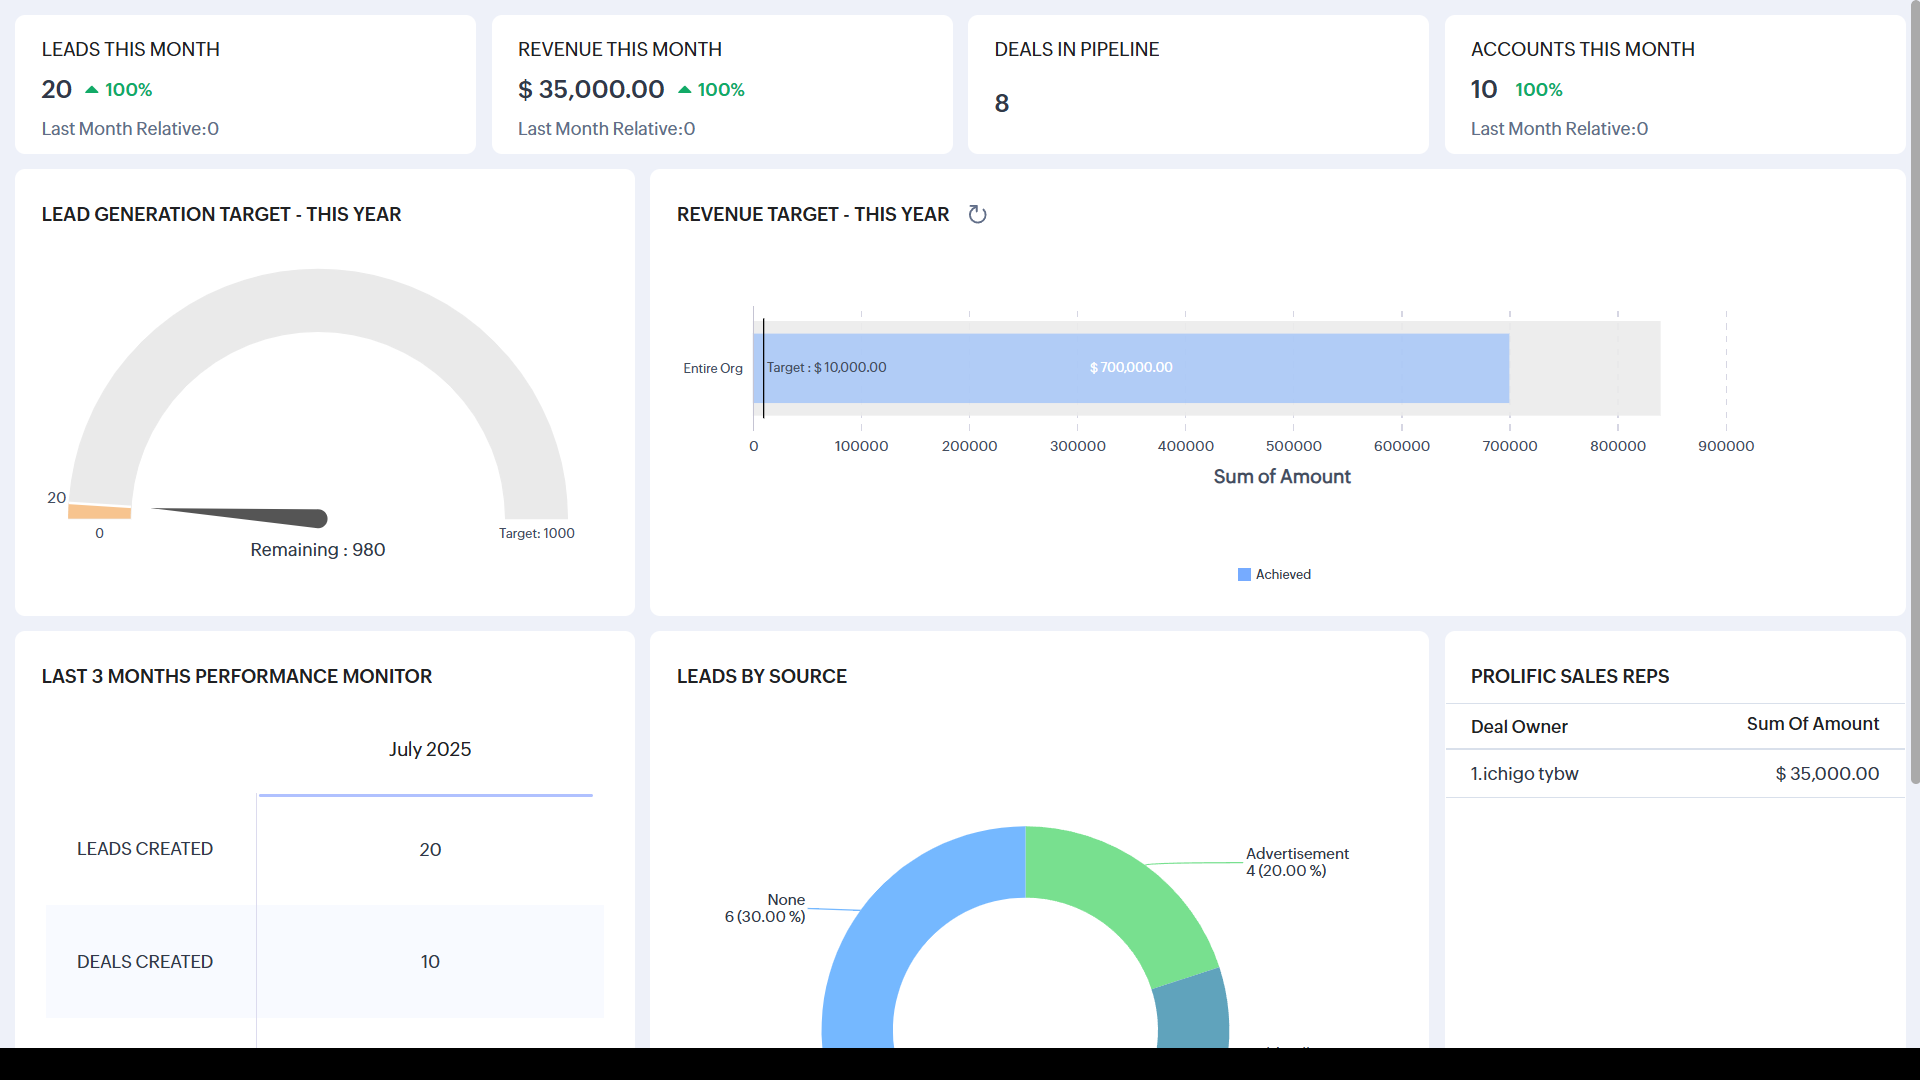 LEADS THIS MONTH
20 100%
Last Month Relative:0
REVENUE THIS MONTH
$ 35,000.00 100%
Last Month Relative:0
DEALS IN PIPELINE
8
ACCOUNTS THIS MONTH
10 100%
Last Month Relative:0
LEAD GENERATION TARGET - THIS YEAR
20
0
Target: 1000
Remaining : 980
REVENUE TARGET - THIS YEAR
Entire Org
Target : $ 10,000.00
$ 700,000.00
0 100000 200000 300000 400000 500000 600000 700000 800000 900000
Sum of Amount
Achieved
LAST 3 MONTHS PERFORMANCE MONITOR
July 2025
LEADS CREATED 20
DEALS CREATED 10
LEADS BY SOURCE
Advertisement
4 (20.00 %)
None
6 (30.00 %)
PROLIFIC SALES REPS
Deal Owner Sum Of Amount
1.ichigo tybw $ 35,000.00